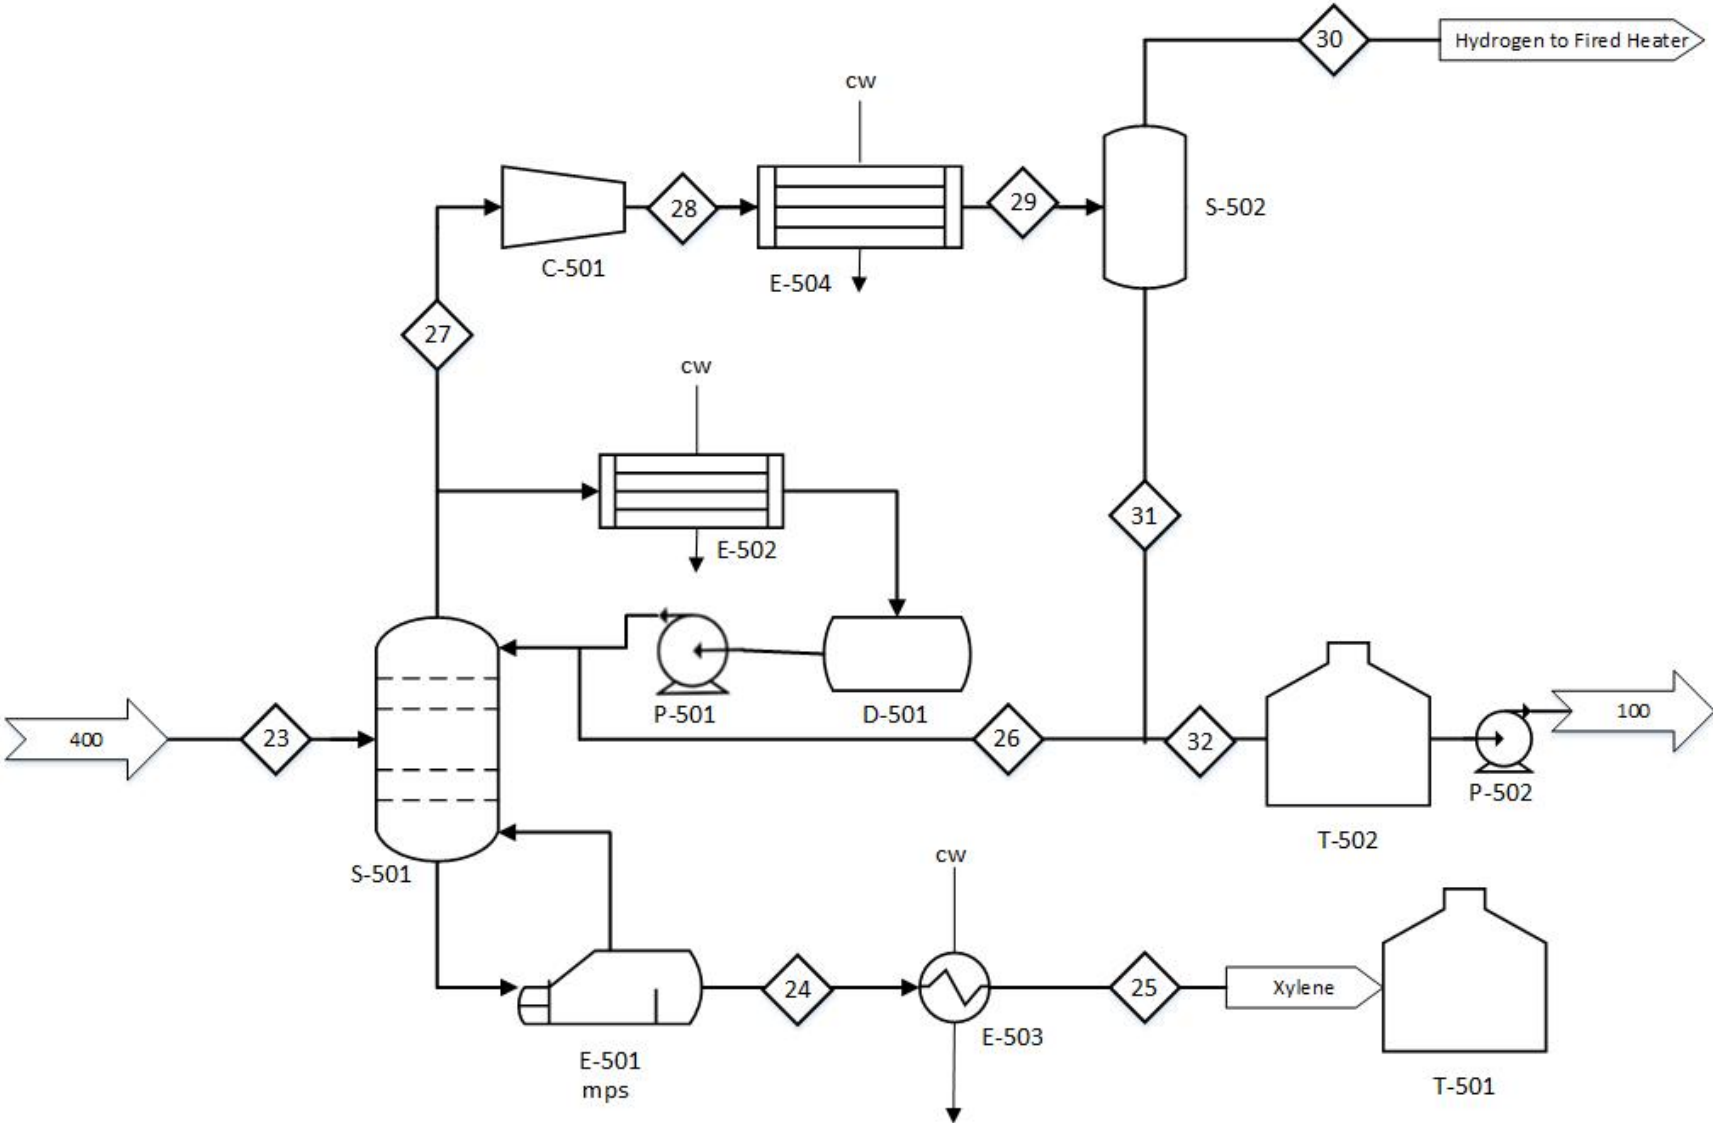 30
Hydrogen to Fired Heater
cw
28
29
S-502
C-501
E-504
27
cw
31
E-502
P-501
D-501
400
23
26
32
100
P-502
T-502
S-501
cw
24
25
Xylene
E-503
E-501
mps
T-501